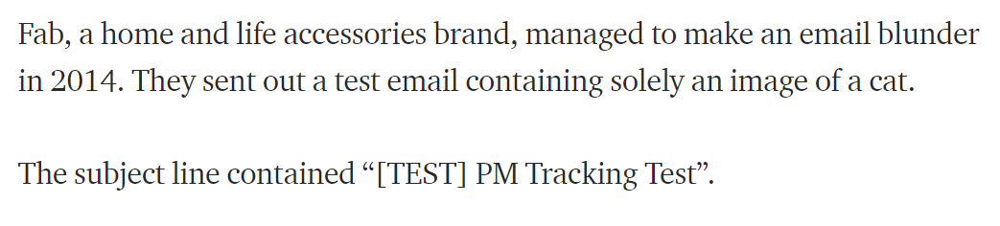 Fab, a home and life accessories brand, managed to make an email blunder
in 2014. They sent out a test email containing solely an image of a cat.
The subject line contained “[TEST] PM Tracking Test”.